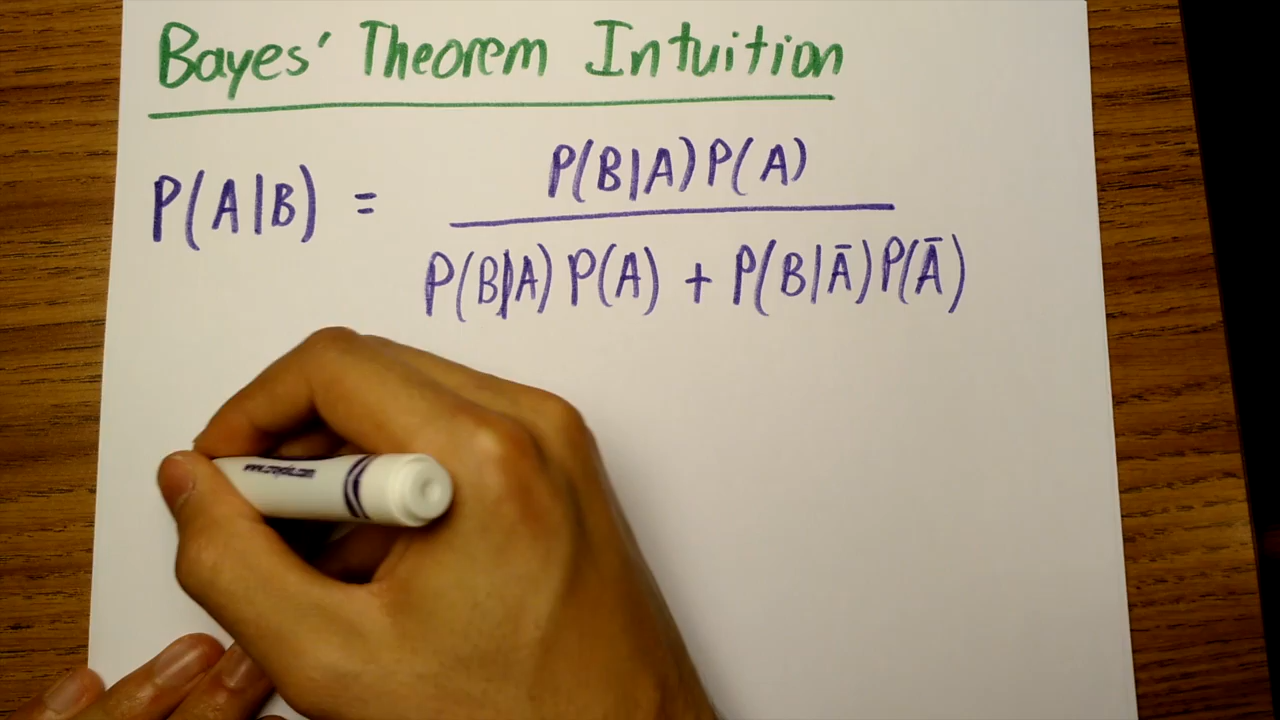 Bayes' Theorem Intuition
P(A|B) = P(B|A)P(A)
P(B|A) P(A) + P(B|Ā)P(Ā)